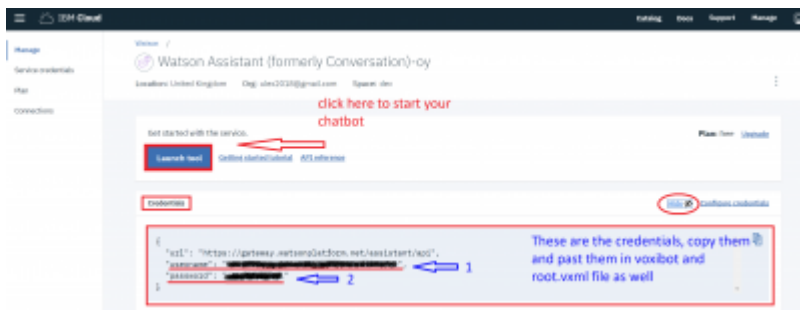 IBM Cloud
Catalog Docs Support Manage
Manage
Service credentials
Plan
Connections
Watson /
Watson Assistant (formerly Conversation)-oy
Location: United Kingdom Org: Space: dev
click here to start your
chatbot
Get started with the service.
Plan: Upgrade
Launch tool Getting started tutorial API reference
Credentials
Hide Configure credentials
{
"url": "https://gateway.watsonplatform.net/assistant/api",
"username": "
"password": "
}
1
2
These are the credentials, copy them
and past them in voxibot and
root.vxml file as well